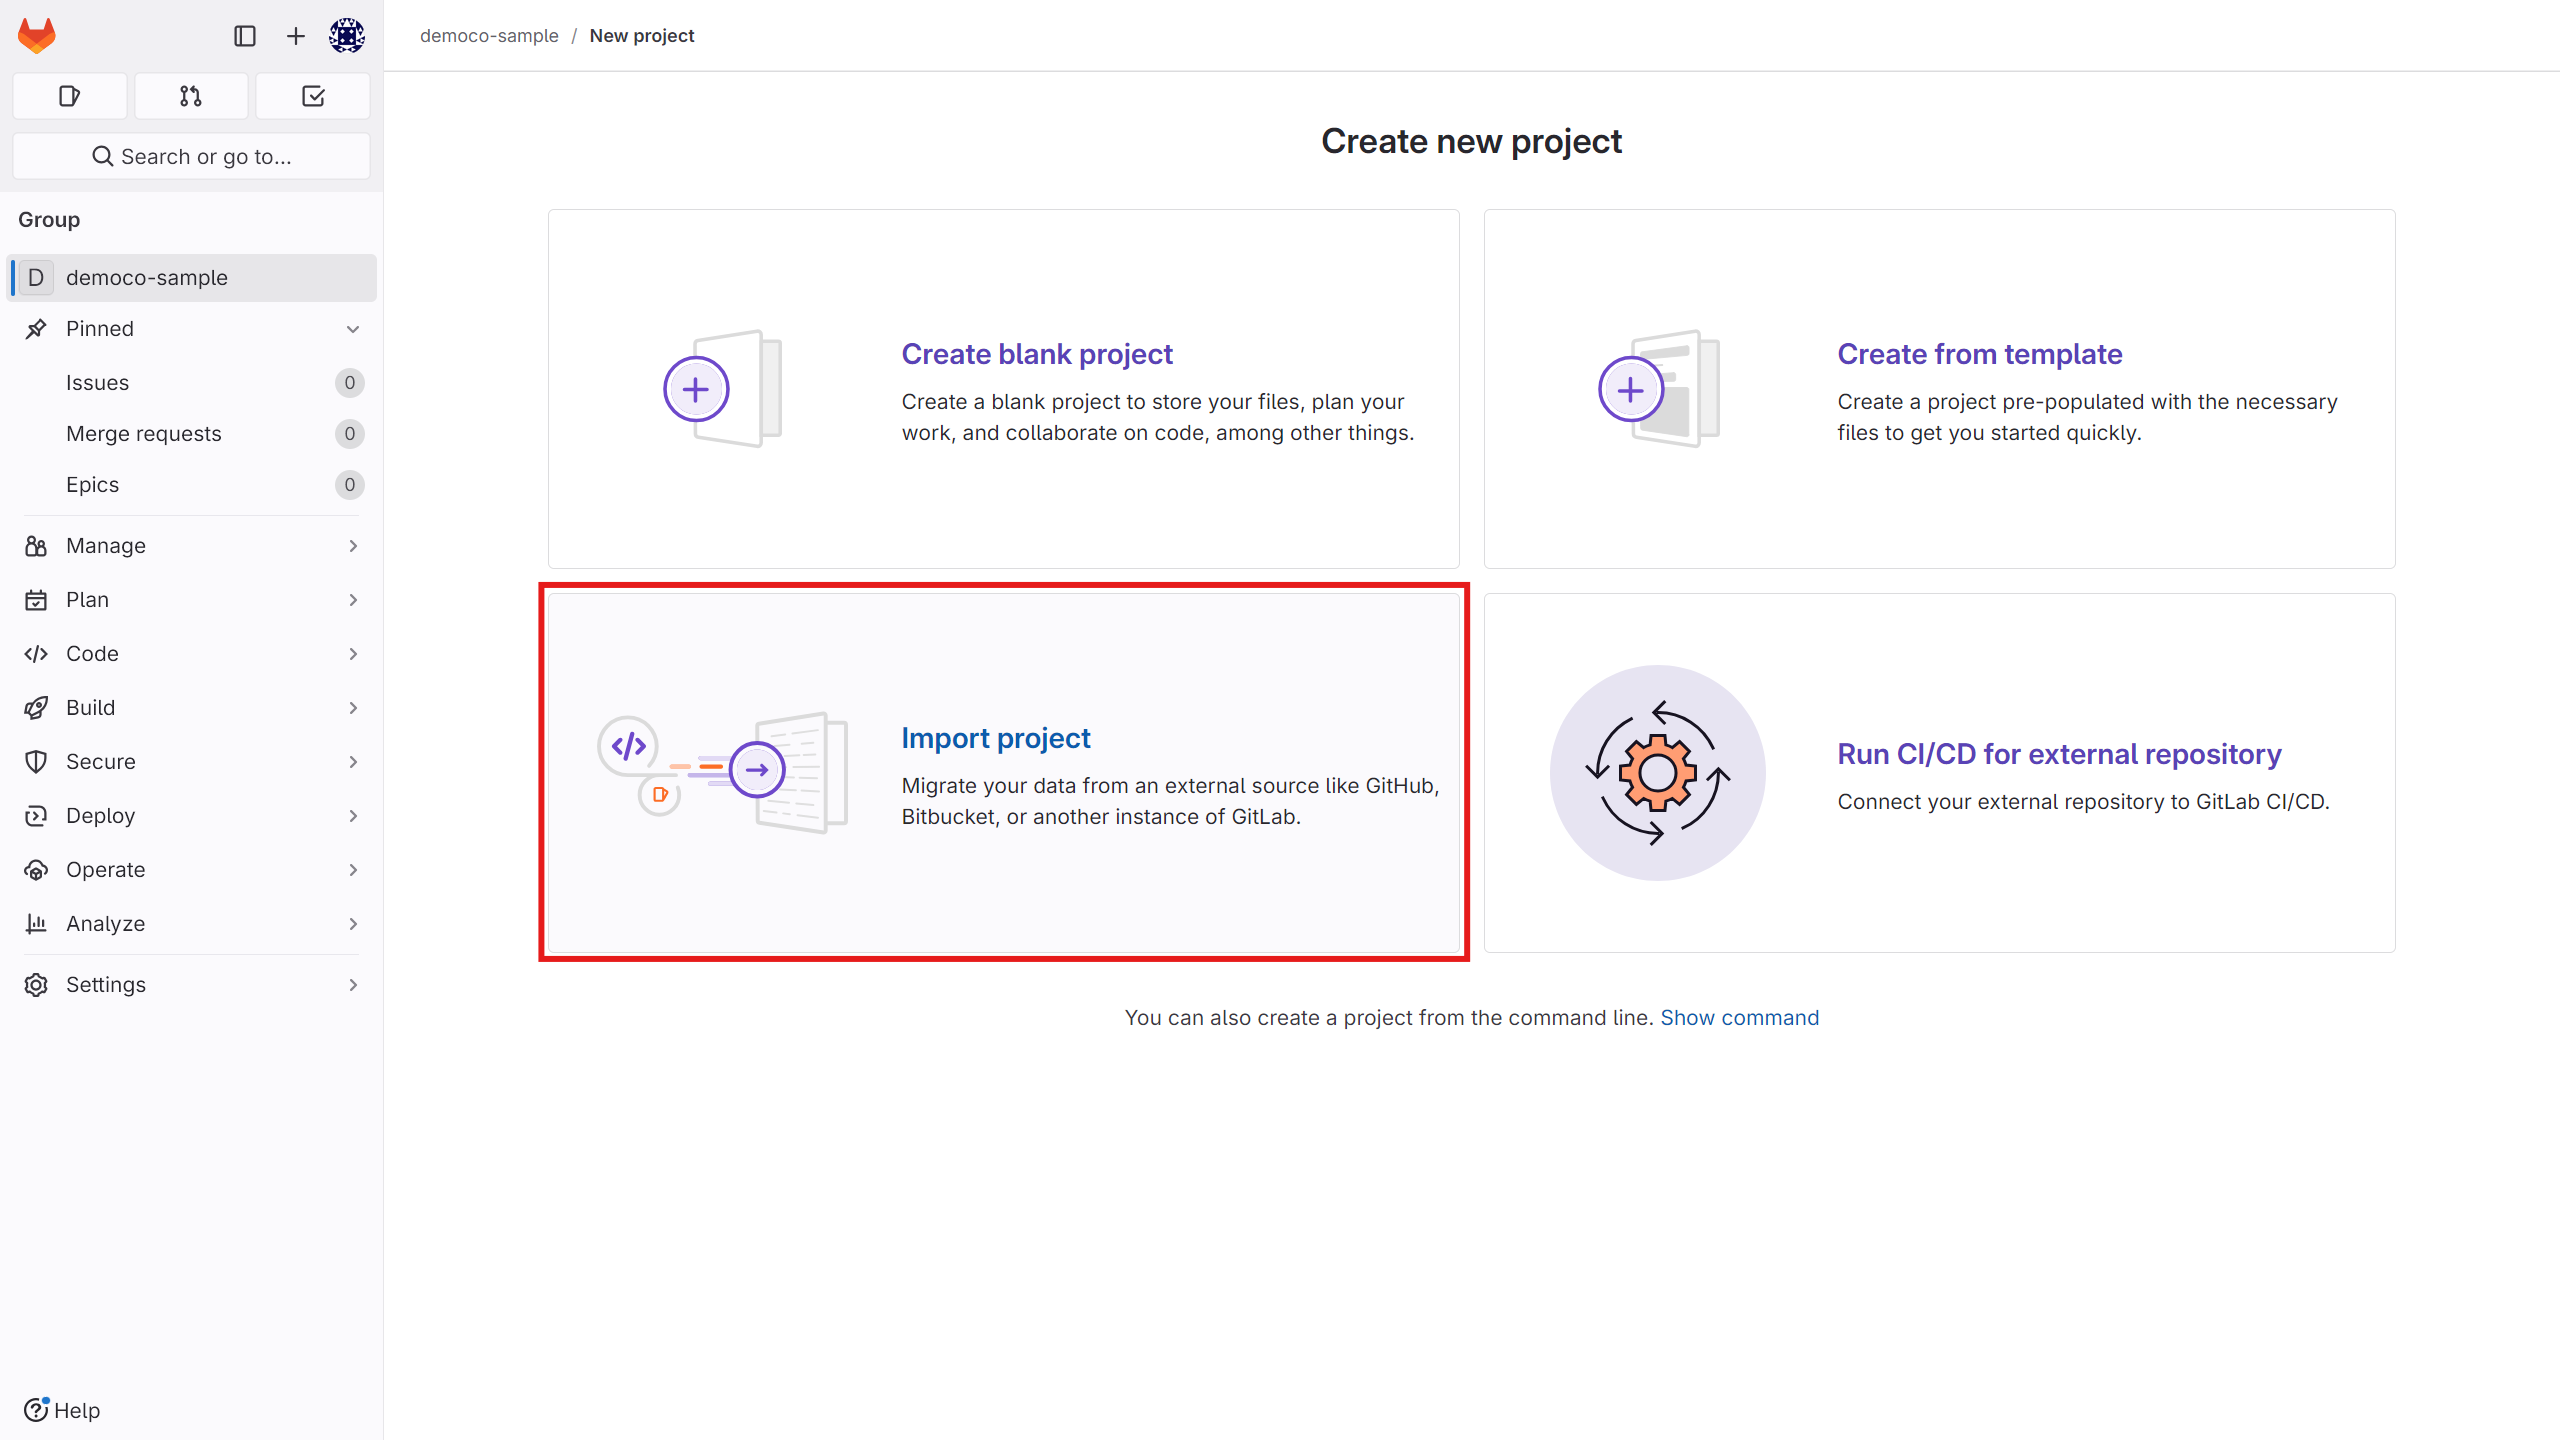 democo-sample / New project
Search or go to...
Group
D democo-sample
Pinned
Issues 0
Merge requests 0
Epics 0
Manage
Plan
Code
Build
Secure
Deploy
Operate
Analyze
Settings
Help
Create new project
Create blank project
Create a blank project to store your files, plan your
work, and collaborate on code, among other things.
Create from template
Create a project pre-populated with the necessary
files to get you started quickly.
Import project
Migrate your data from an external source like GitHub,
Bitbucket, or another instance of GitLab.
Run CI/CD for external repository
Connect your external repository to GitLab CI/CD.
You can also create a project from the command line. Show command